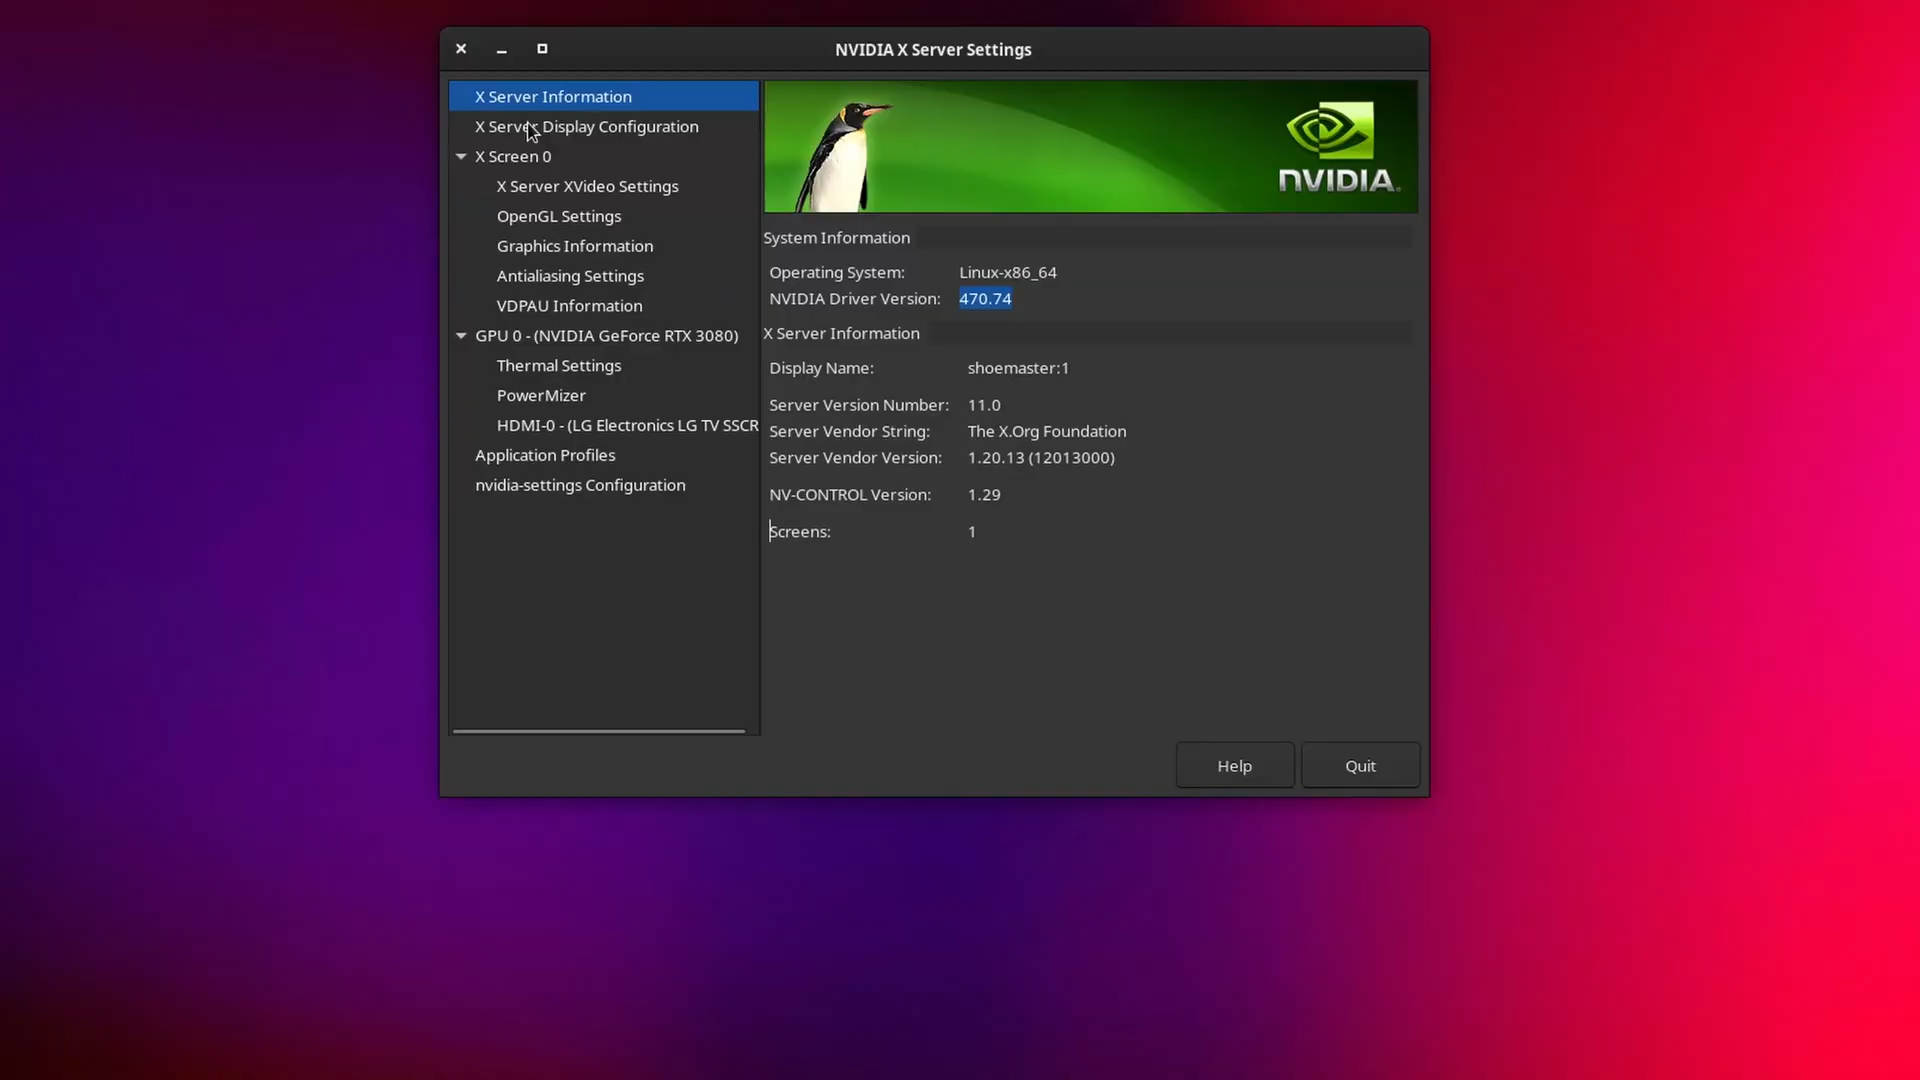 NVIDIA X Server Settings
X Server Information
X Server Display Configuration
X Screen 0
X Server XVideo Settings
OpenGL Settings
Graphics Information
Antialiasing Settings
VDPAU Information
GPU 0 - (NVIDIA GeForce RTX 3080)
Thermal Settings
PowerMizer
HDMI-0 - (LG Electronics LG TV SSCR
Application Profiles
nvidia-settings Configuration
NVIDIA.
System Information
Operating System: Linux-x86_64
NVIDIA Driver Version: 470.74
X Server Information
Display Name: shoemaster:1
Server Version Number: 11.0
Server Vendor String: The X.Org Foundation
Server Vendor Version: 1.20.13 (12013000)
NV-CONTROL Version: 1.29
Screens: 1
Help Quit